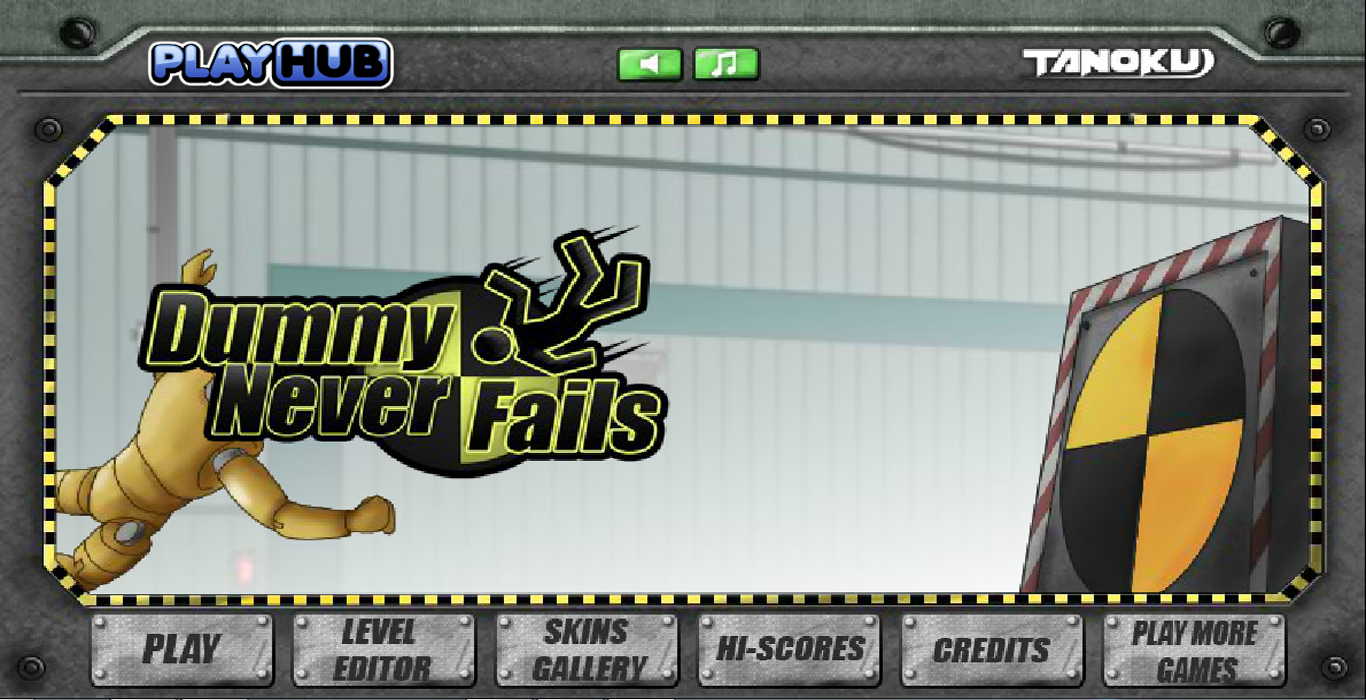 PLAYHUB
TANOKU
Dummy
Never Fails
PLAY
LEVEL
EDITOR
SKINS
GALLERY
HI-SCORES
CREDITS
PLAY MORE
GAMES